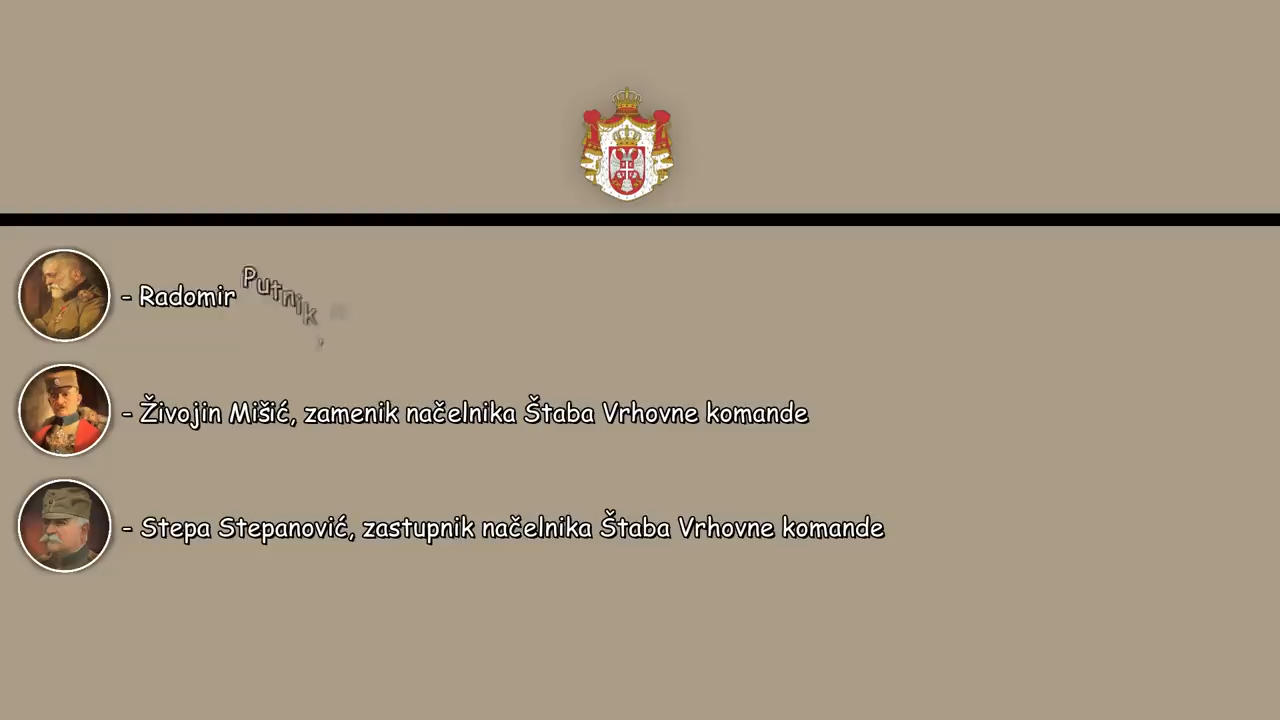 - Radomir Putnik,
- Živojin Mišić, zamenik načelnika Štaba Vrhovne komande
- Stepa Stepanović, zastupnik načelnika Štaba Vrhovne komande